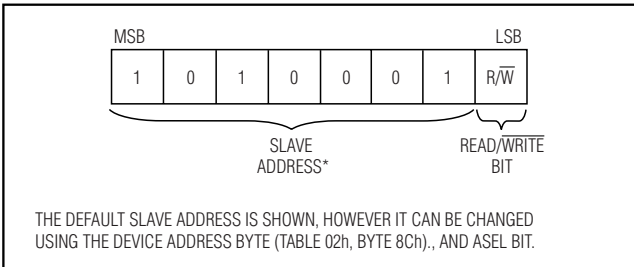 MSB LSB
1 0 1 0 0 0 1 R/W̅
SLAVE READ/W̅R̅I̅T̅E̅
ADDRESS* BIT
THE DEFAULT SLAVE ADDRESS IS SHOWN, HOWEVER IT CAN BE CHANGED
USING THE DEVICE ADDRESS BYTE (TABLE 02h, BYTE 8Ch)., AND ASEL BIT.